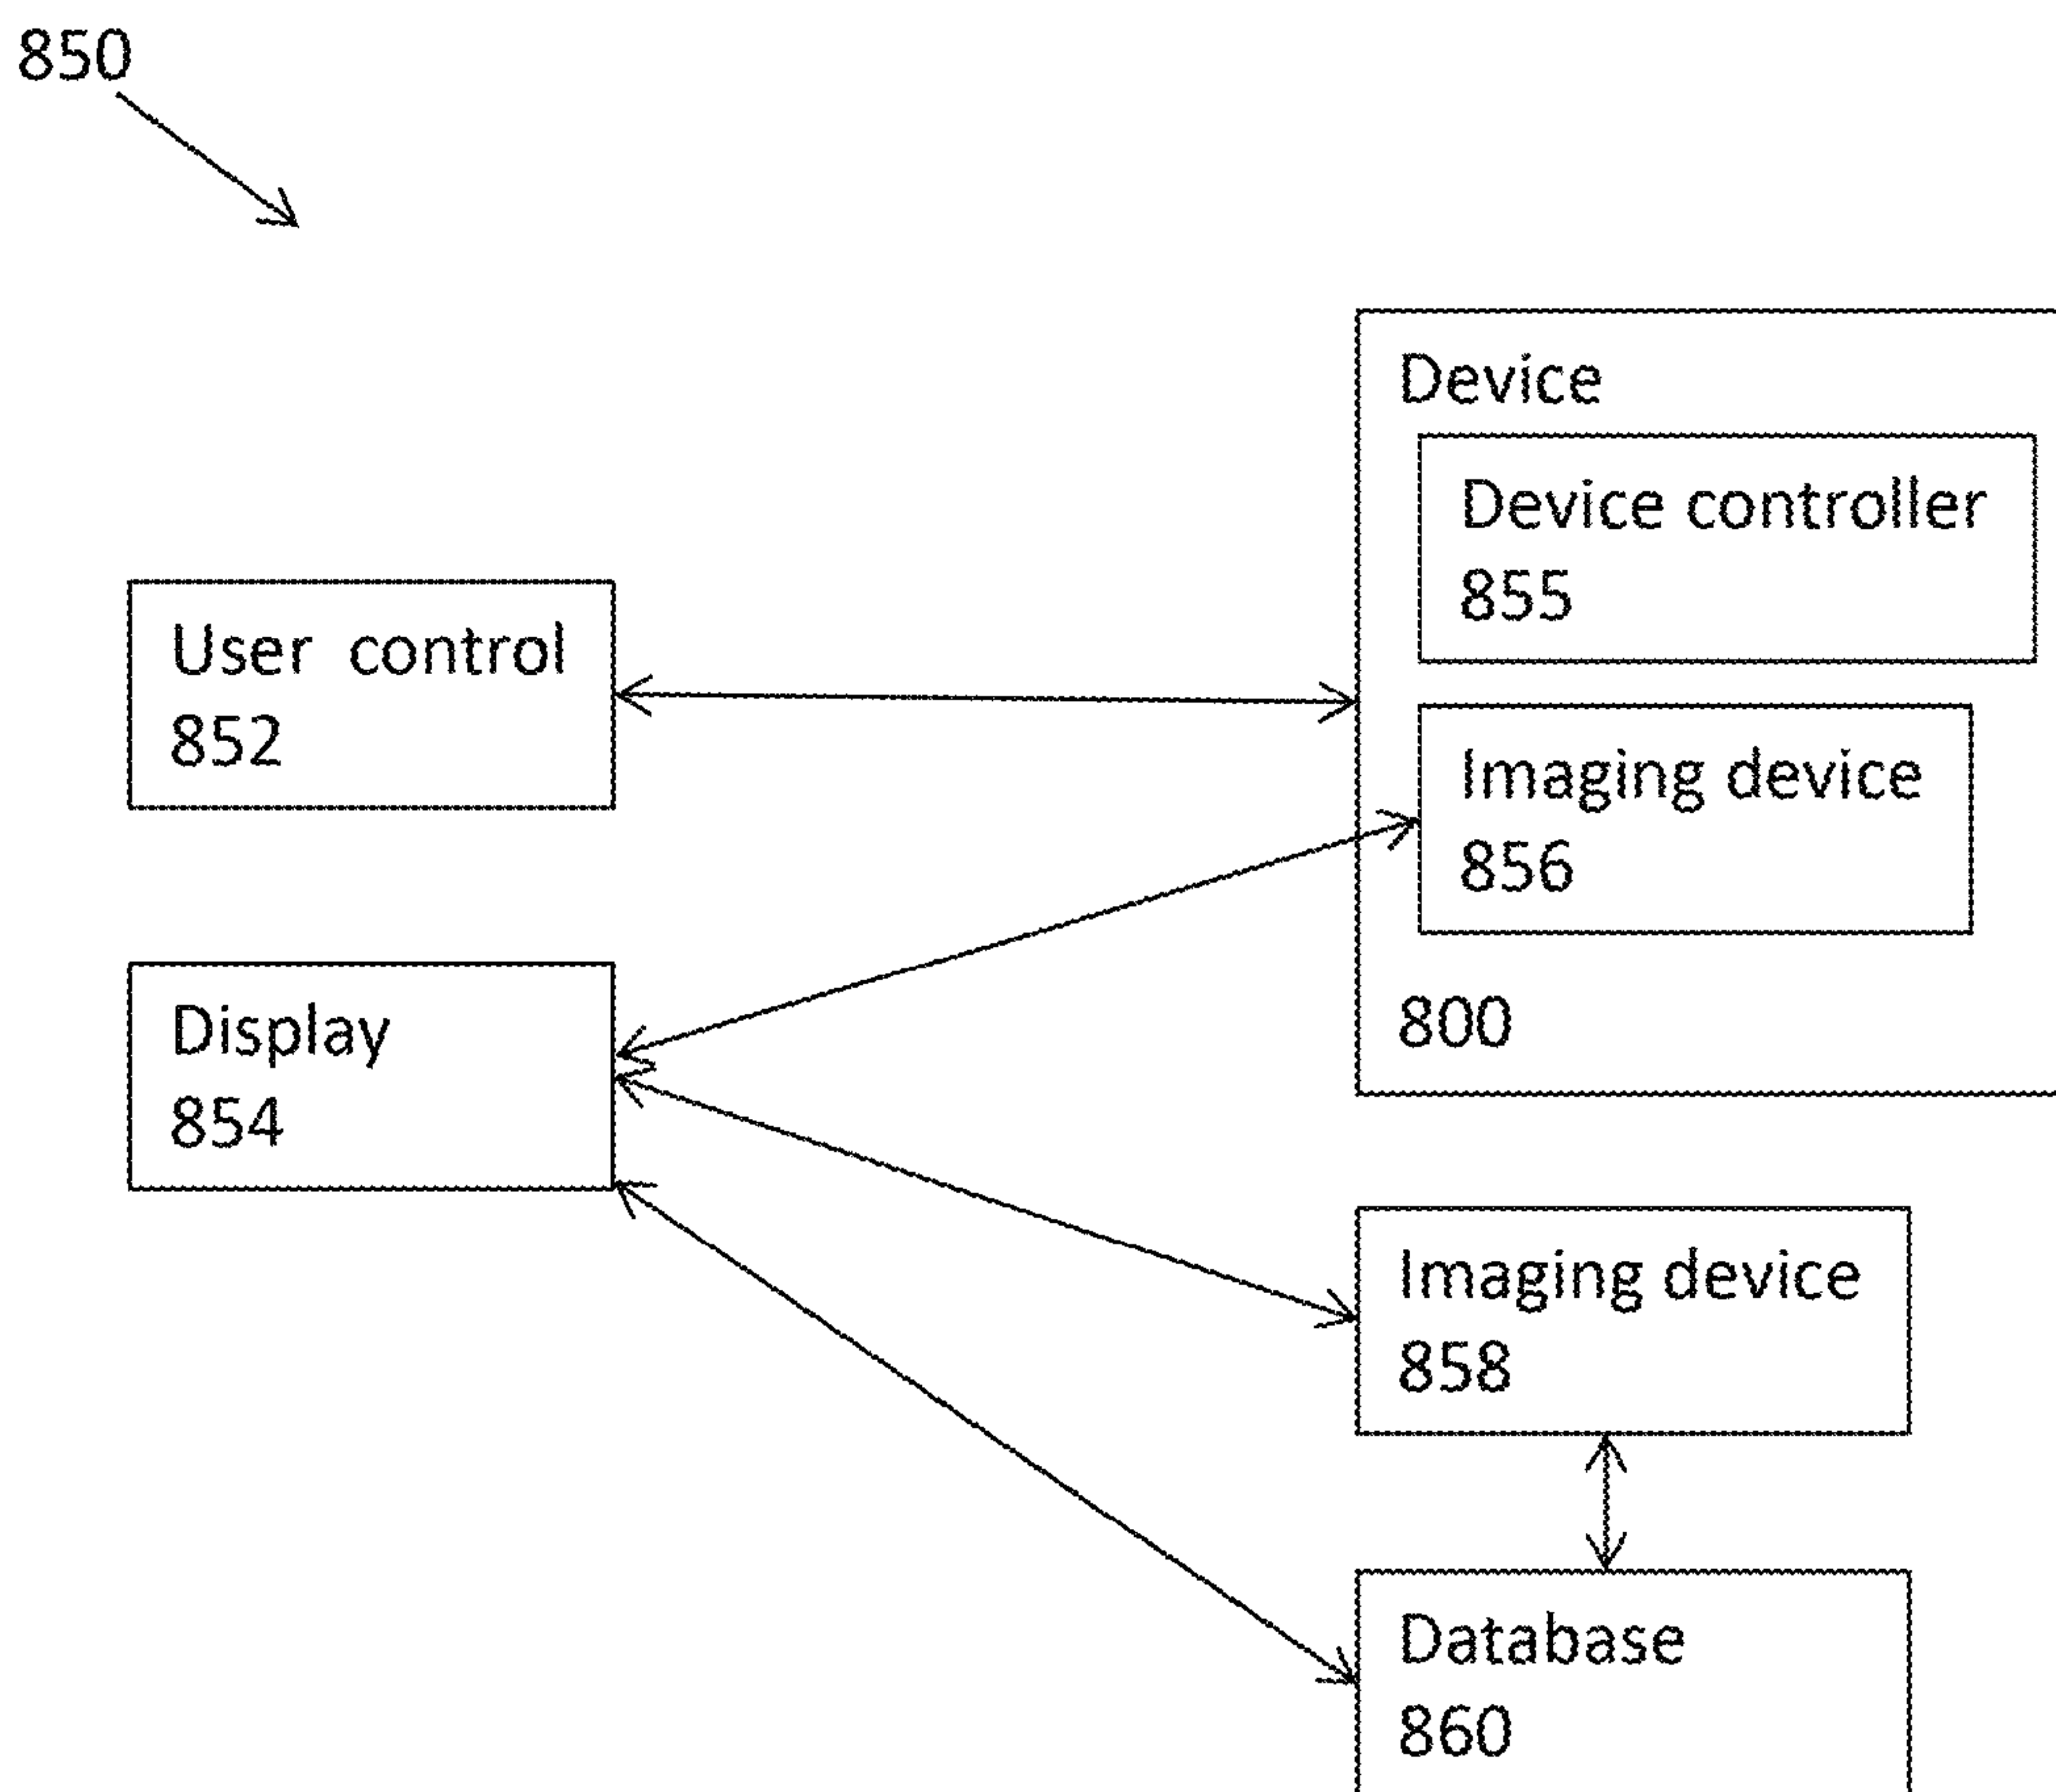 850
Device
Device controller
855
User control
852
Imaging device
856
800
Display
854
Imaging device
858
Database
860